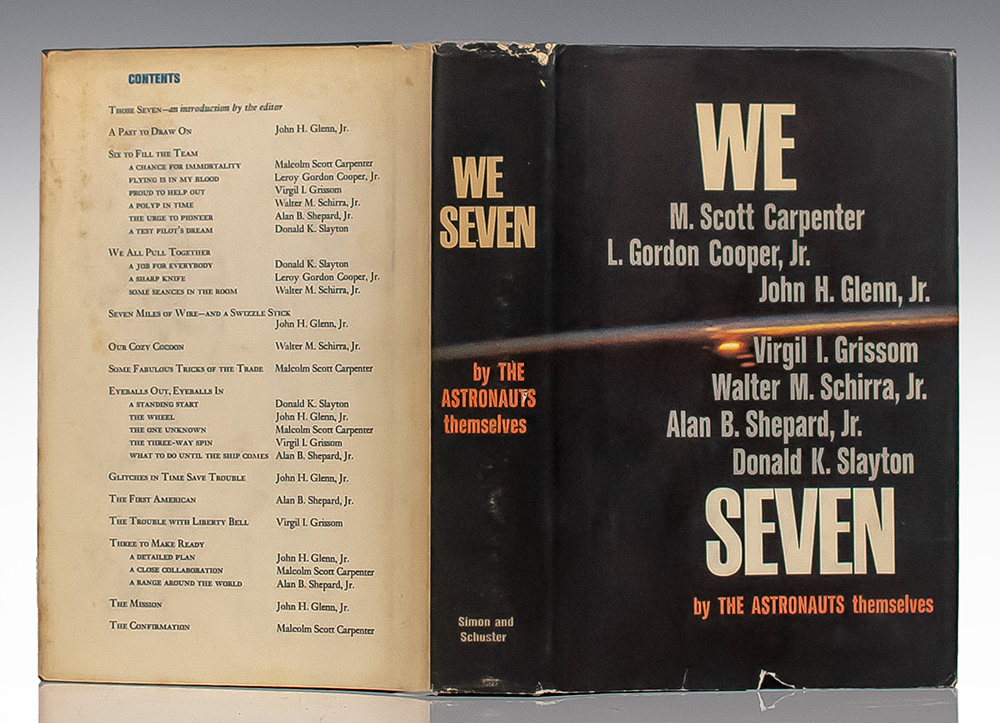 CONTENTS
THOSE SEVEN—an introduction by the editor
A PAST TO DRAW ON John H. Glenn, Jr.
SIX TO FILL THE TEAM
A CHANCE FOR IMMORTALITY Malcolm Scott Carpenter
FLYING IS IN MY BLOOD Leroy Gordon Cooper, Jr.
PROUD TO HELP OUT Virgil I. Grissom
A POLYP IN TIME Walter M. Schirra, Jr.
THE URGE TO PIONEER Alan B. Shepard, Jr.
A TEST PILOT'S DREAM Donald K. Slayton
WE ALL PULL TOGETHER
A JOB FOR EVERYBODY Donald K. Slayton
A SHARP KNIFE Leroy Gordon Cooper, Jr.
SOME SEANCES IN THE ROOM Walter M. Schirra, Jr.
SEVEN MILES OF WIRE—AND A SWIZZLE STICK
John H. Glenn, Jr.
OUR COZY COCOON Walter M. Schirra, Jr.
SOME FABULOUS TRICKS OF THE TRADE Malcolm Scott Carpenter
EYEBALLS OUT, EYEBALLS IN
A STANDING START Donald K. Slayton
THE WHEEL John H. Glenn, Jr.
THE ONE UNKNOWN Malcolm Scott Carpenter
THE THREE-WAY SPIN Virgil I. Grissom
WHAT TO DO UNTIL THE SHIP COMES Alan B. Shepard, Jr.
GLITCHES IN TIME SAVE TROUBLE John H. Glenn, Jr.
THE FIRST AMERICAN Alan B. Shepard, Jr.
THE TROUBLE WITH LIBERTY BELL Virgil I. Grissom
THREE TO MAKE READY
A DETAILED PLAN John H. Glenn, Jr.
A CLOSE COLLABORATION Malcolm Scott Carpenter
A RANGE AROUND THE WORLD Alan B. Shepard, Jr.
THE MISSION John H. Glenn, Jr.
THE CONFIRMATION Malcolm Scott Carpenter
WE
SEVEN
by THE
ASTRONAUTS
themselves
Simon and
Schuster
WE
M. Scott Carpenter
L. Gordon Cooper, Jr.
John H. Glenn, Jr.
Virgil I. Grissom
Walter M. Schirra, Jr.
Alan B. Shepard, Jr.
Donald K. Slayton
SEVEN
by THE ASTRONAUTS themselves